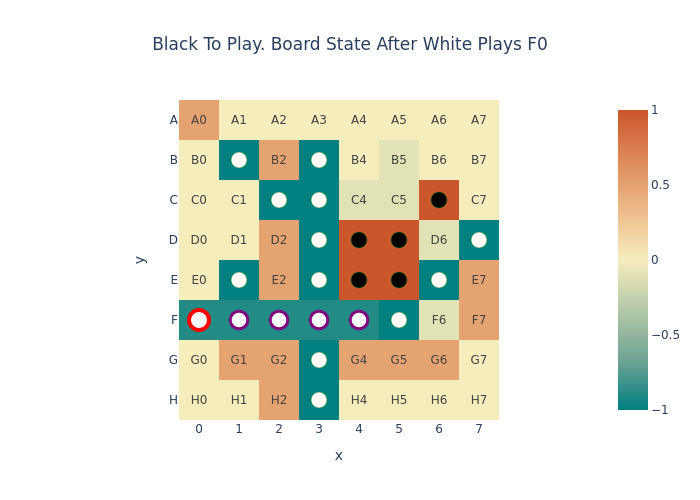 Black To Play. Board State After White Plays F0
A A0 A1 A2 A3 A4 A5 A6 A7
B B0 B2 B4 B5 B6 B7
C C0 C1 C4 C5 C7
D D0 D1 D2 D6
E E0 E2 E7
F F6 F7
G G0 G1 G2 G4 G5 G6 G7
H H0 H1 H2 H4 H5 H6 H7
0 1 2 3 4 5 6 7
x
y
1
0.5
0
−0.5
−1